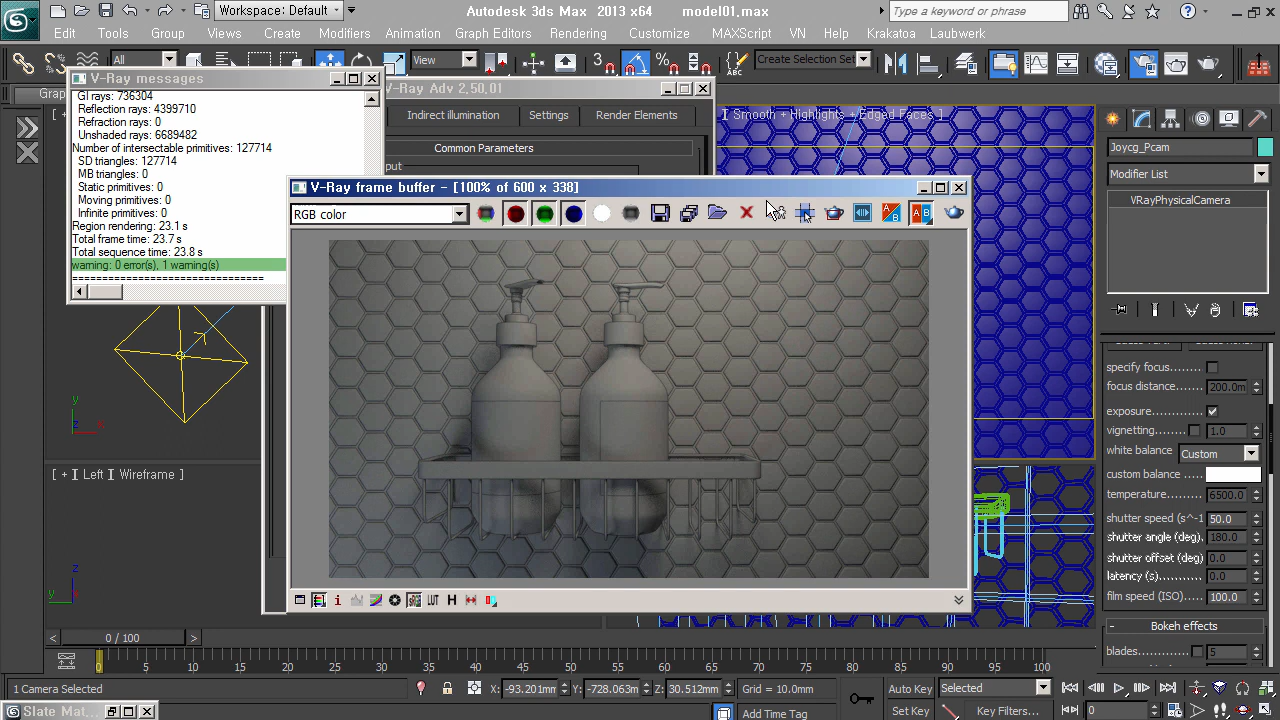 Workspace: Default
Autodesk 3ds Max 2013 x64 model01.max
Type a keyword or phrase
Edit Tools Group Views Create Modifiers Animation Graph Editors Rendering Customize MAXScript VN Help Krakatoa Laubwerk
All
View
3
Create Selection Set
V-Ray messages
GI rays: 736304
Reflection rays: 4399710
Refraction rays: 0
Unshaded rays: 6689482
Number of intersectable primitives: 127714
SD triangles: 127714
MB triangles: 0
Static primitives: 0
Moving primitives: 0
Infinite primitives: 0
Region rendering: 23.1 s
Total frame time: 23.7 s
Total sequence time: 23.8 s
warning: 0 error(s), 1 warning(s)
==============================
V-Ray Adv 2,50,01
Indirect illumination Settings Render Elements
Common Parameters
V-Ray frame buffer - [100% of 600 x 338]
RGB color
Smooth + Highlights + Edged Faces ]
[ + ] Left ] Wireframe ]
Joycg_Pcam
Modifier List
VRayPhysicalCamera
specify focus
focus distance 200.0m
exposure
vignetting 1.0
white balance Custom
custom balance
temperature 6500.0
shutter speed (s^-1 50.0
shutter angle (deg) 180.0
shutter offset (deg) 0.0
latency (s) 0.0
film speed (ISO) 100.0
- Bokeh effects
blades 5
LUT H
< 0 / 100 >
0 5 10 15 20 25 30 35 40 45 50 55 60 65 70 75 80 85 90 95 100
1 Camera Selected X: -93.201mm Y: -728.063m Z: 30.512mm Grid = 10.0mm Auto Key Selected
Slate Mat... Add Time Tag Set Key Key Filters... 0